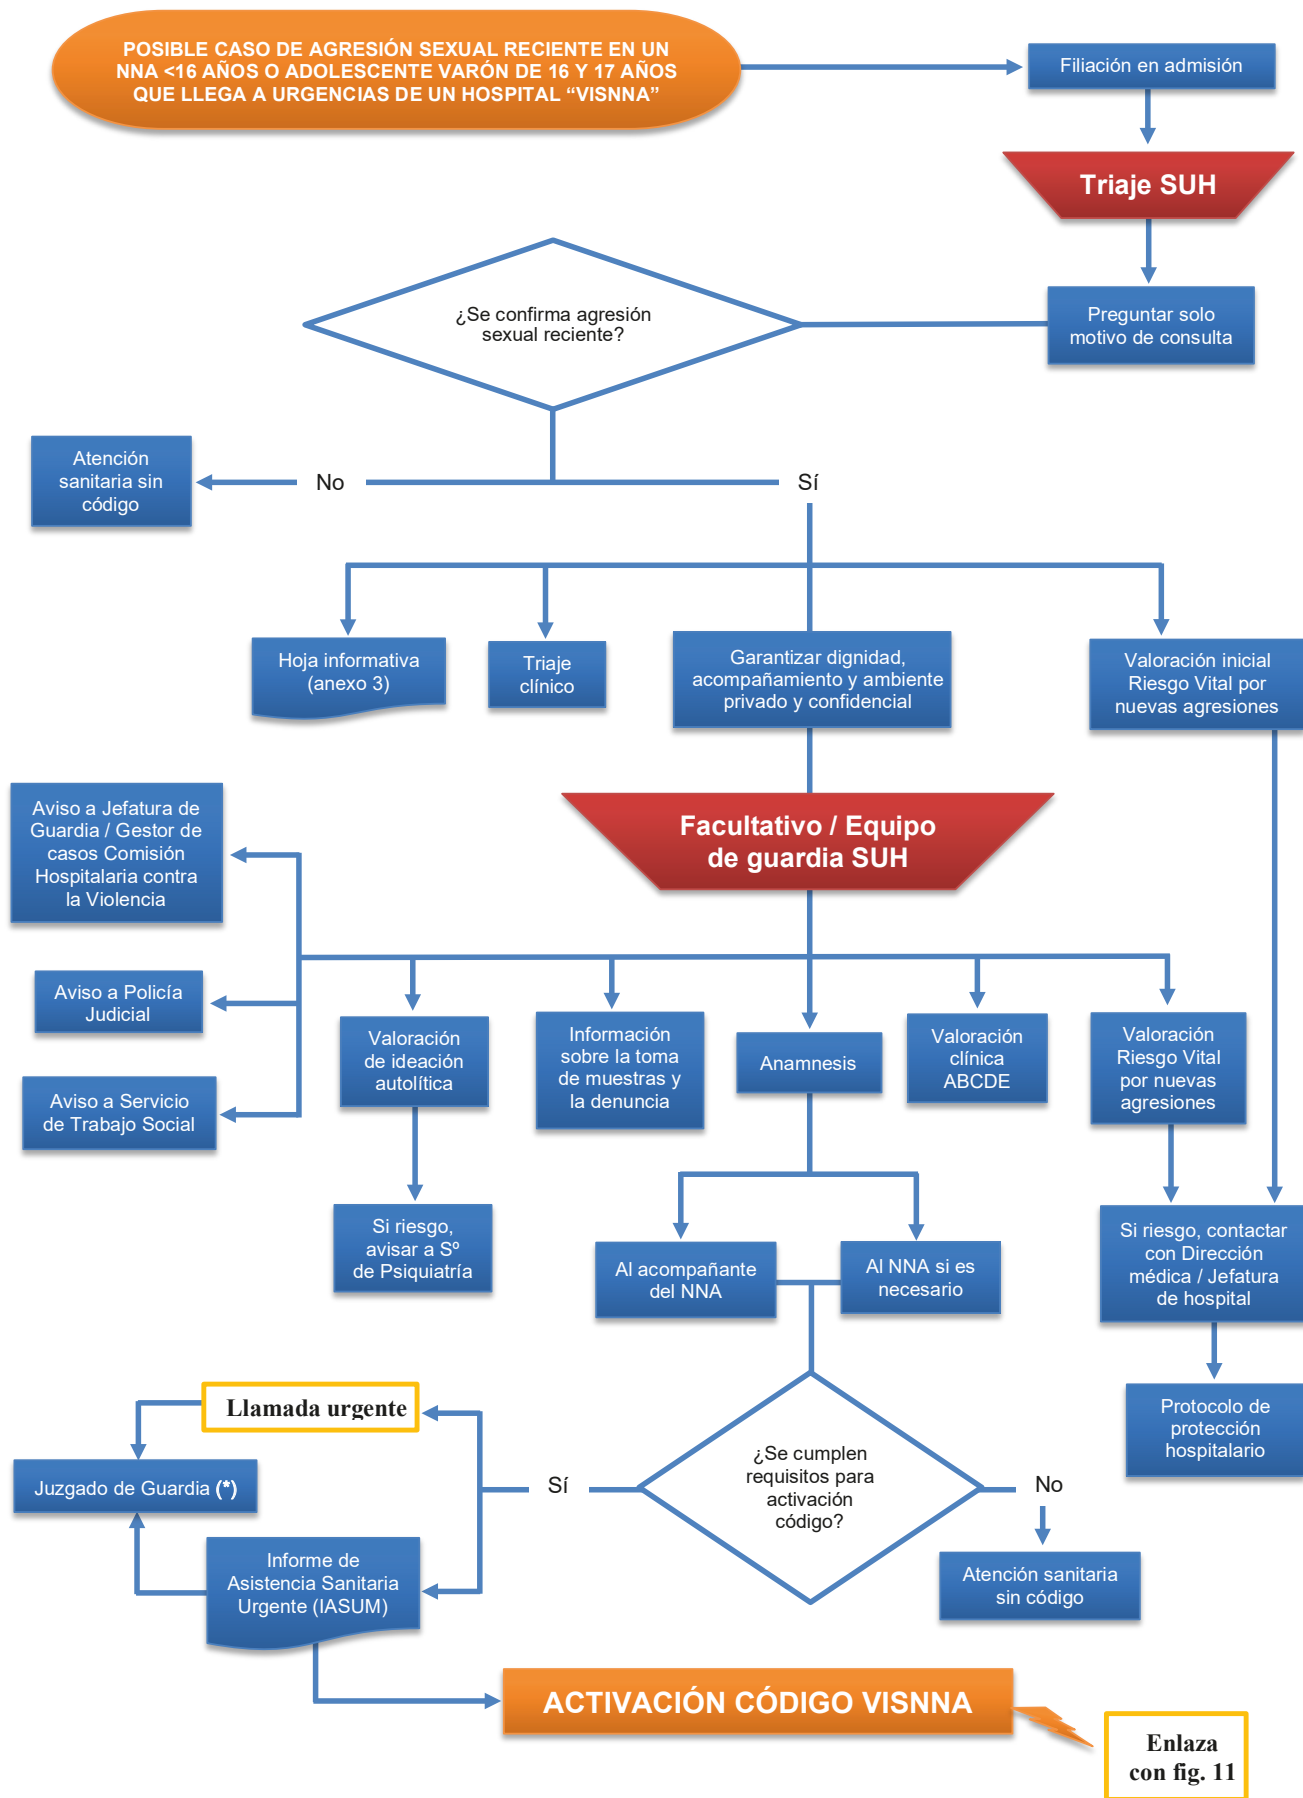 POSIBLE CASO DE AGRESIÓN SEXUAL RECIENTE EN UN
NNA <16 AÑOS O ADOLESCENTE VARÓN DE 16 Y 17 AÑOS
QUE LLEGA A URGENCIAS DE UN HOSPITAL “VISNNA”
Filiación en admisión
Triaje SUH
Preguntar solo
motivo de consulta
¿Se confirma agresión
sexual reciente?
No
Sí
Atención
sanitaria sin
código
Hoja informativa
(anexo 3)
Triaje
clínico
Garantizar dignidad,
acompañamiento y ambiente
privado y confidencial
Valoración inicial
Riesgo Vital por
nuevas agresiones
Facultativo / Equipo
de guardia SUH
Aviso a Jefatura de
Guardia / Gestor de
casos Comisión
Hospitalaria contra
la Violencia
Aviso a Policía
Judicial
Aviso a Servicio
de Trabajo Social
Valoración
de ideación
autolítica
Información
sobre la toma
de muestras y
la denuncia
Anamnesis
Valoración
clínica
ABCDE
Valoración
Riesgo Vital
por nuevas
agresiones
Si riesgo,
avisar a Sº
de Psiquiatría
Al acompañante
del NNA
Al NNA si es
necesario
Si riesgo, contactar
con Dirección
médica / Jefatura
de hospital
Protocolo de
protección
hospitalario
¿Se cumplen
requisitos para
activación
código?
Sí
No
Llamada urgente
Juzgado de Guardia (*)
Informe de
Asistencia Sanitaria
Urgente (IASUM)
Atención sanitaria
sin código
ACTIVACIÓN CÓDIGO VISNNA
Enlaza
con fig. 11